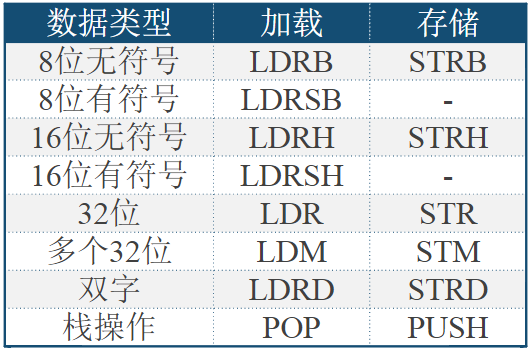 数据类型 加载 存储
8位无符号 LDRB STRB
8位有符号 LDRSB -
16位无符号 LDRH STRH
16位有符号 LDRSH -
32位 LDR STR
多个32位 LDM STM
双字 LDRD STRD
栈操作 POP PUSH